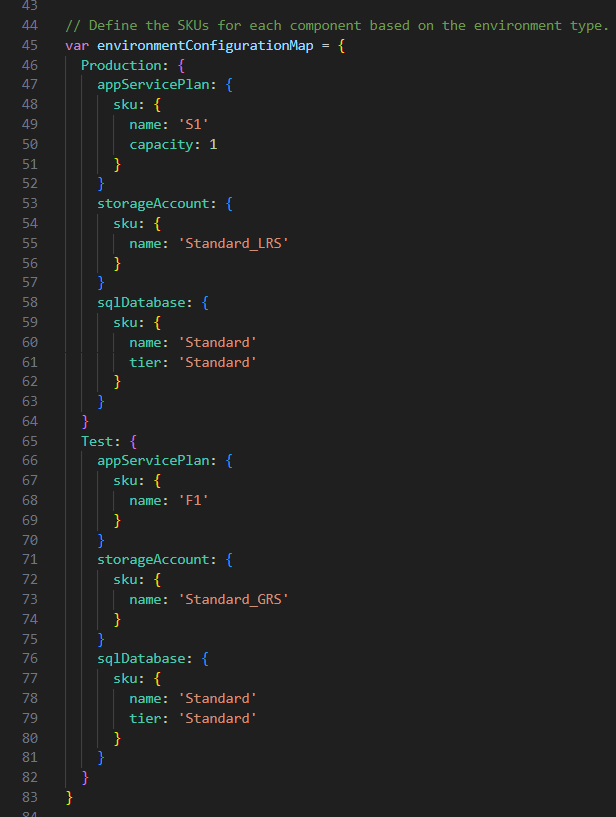 43
44 // Define the SKUs for each component based on the environment type.
45 var environmentConfigurationMap = {
46   Production: {
47     appServicePlan: {
48       sku: {
49         name: 'S1'
50         capacity: 1
51       }
52     }
53     storageAccount: {
54       sku: {
55         name: 'Standard_LRS'
56       }
57     }
58     sqlDatabase: {
59       sku: {
60         name: 'Standard'
61         tier: 'Standard'
62       }
63     }
64   }
65   Test: {
66     appServicePlan: {
67       sku: {
68         name: 'F1'
69       }
70     }
71     storageAccount: {
72       sku: {
73         name: 'Standard_GRS'
74       }
75     }
76     sqlDatabase: {
77       sku: {
78         name: 'Standard'
79         tier: 'Standard'
80       }
81     }
82   }
83 }
84